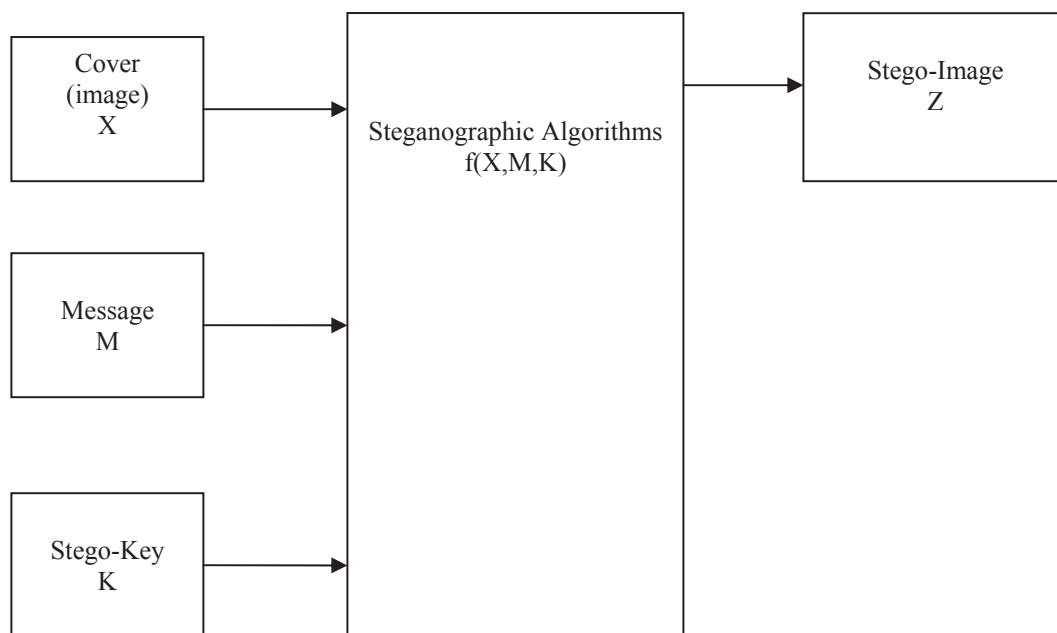 Cover
(image)
X
Steganographic Algorithms
f(X,M,K)
Stego-Image
Z
Message
M
Stego-Key
K